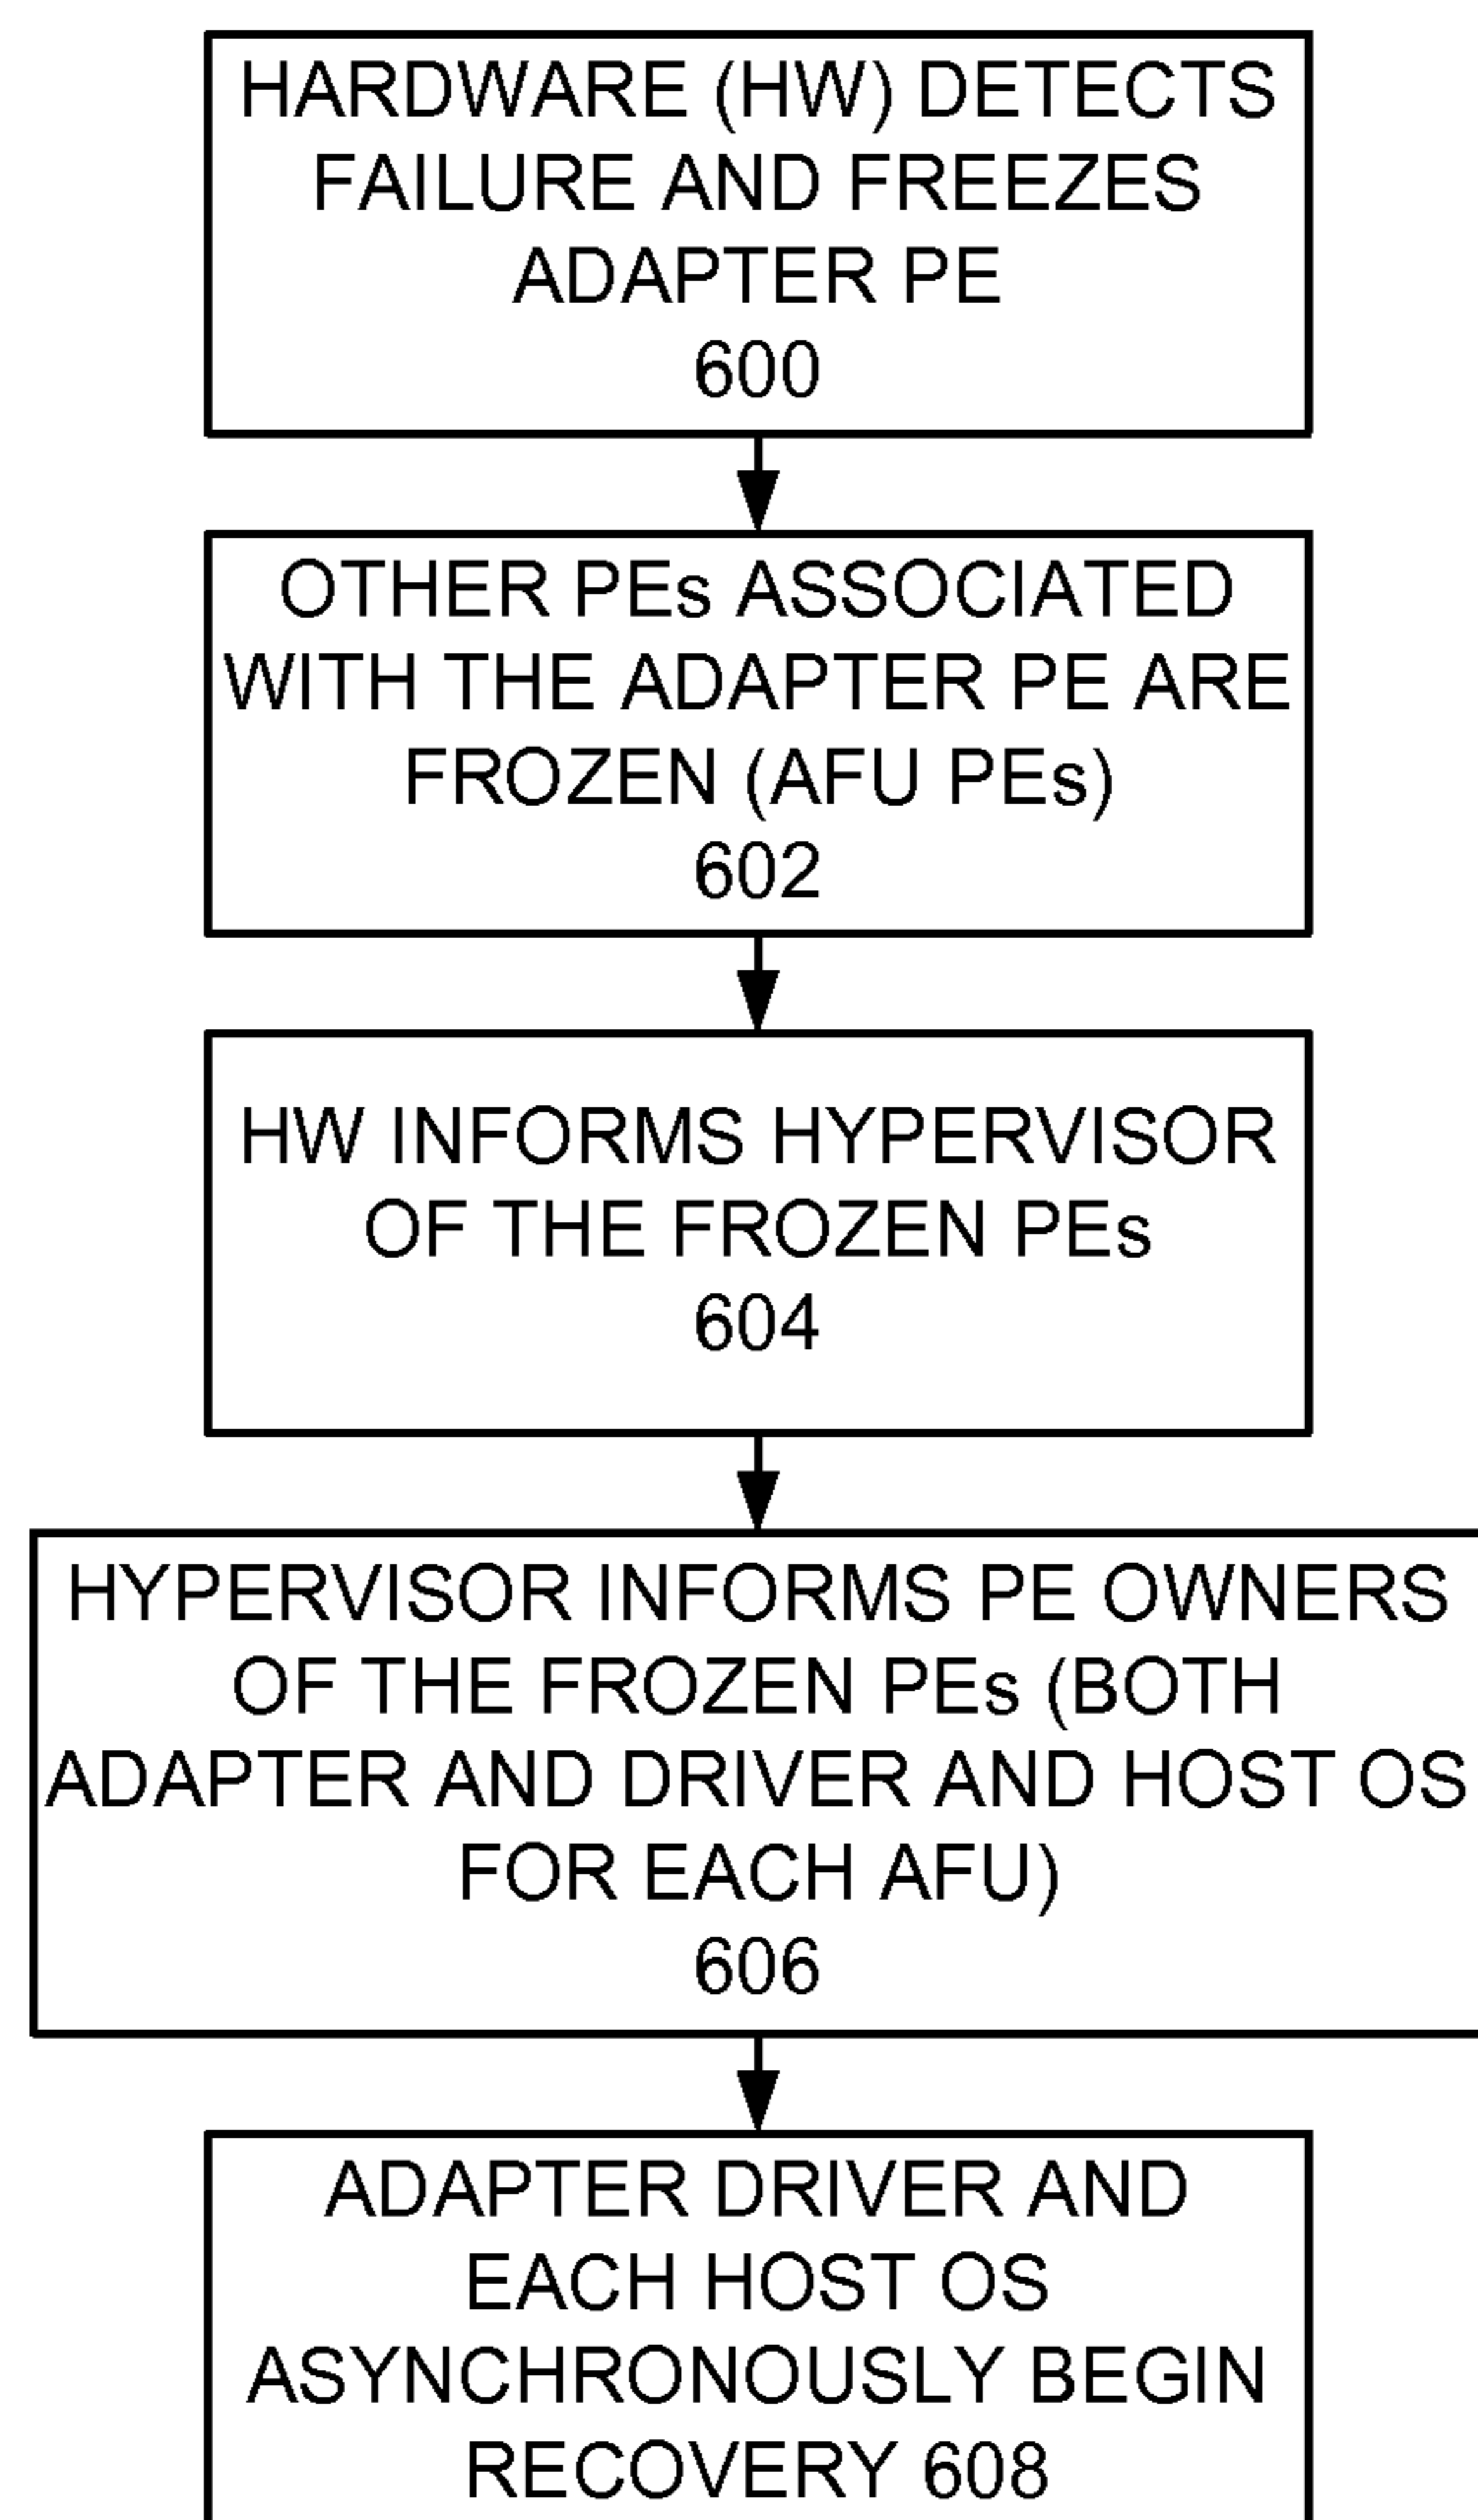 HARDWARE (HW) DETECTS
FAILURE AND FREEZES
ADAPTER PE
600
OTHER PEs ASSOCIATED
WITH THE ADAPTER PE ARE
FROZEN (AFU PEs)
602
HW INFORMS HYPERVISOR
OF THE FROZEN PEs
604
HYPERVISOR INFORMS PE OWNERS
OF THE FROZEN PEs (BOTH
ADAPTER AND DRIVER AND HOST OS
FOR EACH AFU)
606
ADAPTER DRIVER AND
EACH HOST OS
ASYNCHRONOUSLY BEGIN
RECOVERY 608